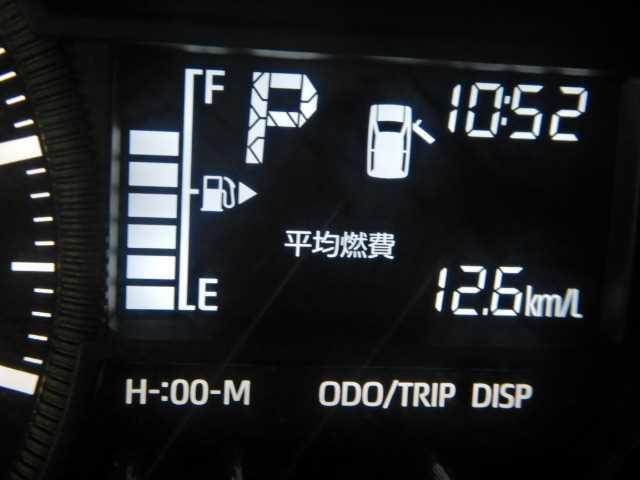 F
P
10:52
平均燃費
E
12.6km/L
H-:00-M
ODO/TRIP DISP